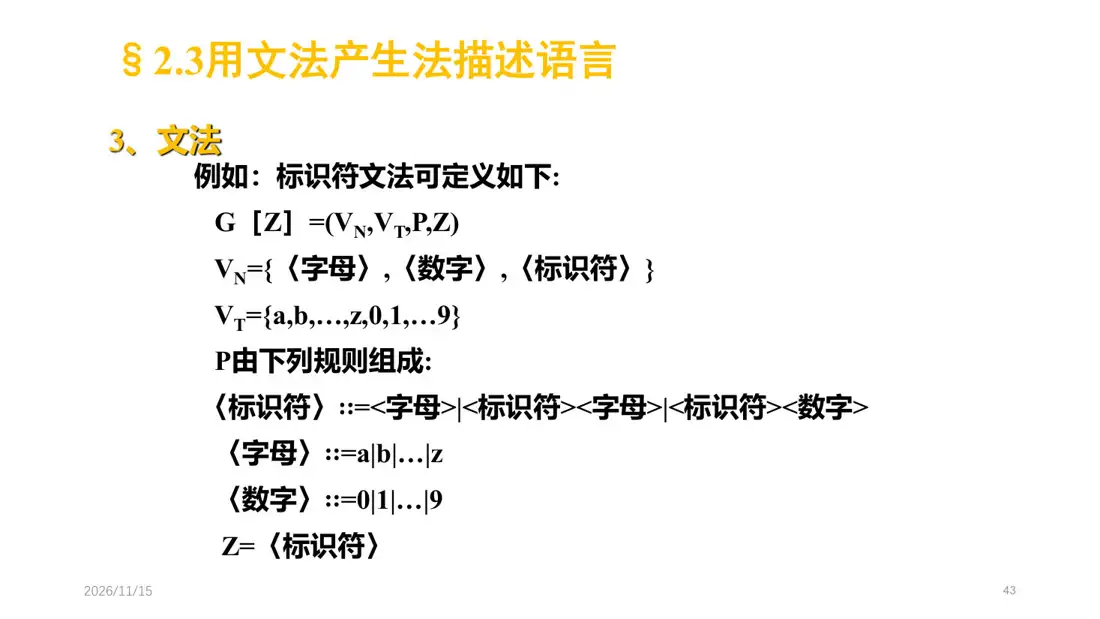 §2.3用文法产生法描述语言
3、文法
例如：标识符文法可定义如下:
G［Z］=(VN,VT,P,Z)
VN={〈字母〉,〈数字〉,〈标识符〉}
VT={a,b,…,z,0,1,…9}
P由下列规则组成:
〈标识符〉::=<字母>|<标识符><字母>|<标识符><数字>
〈字母〉::=a|b|…|z
〈数字〉::=0|1|…|9
Z=〈标识符〉
2026/11/15
43